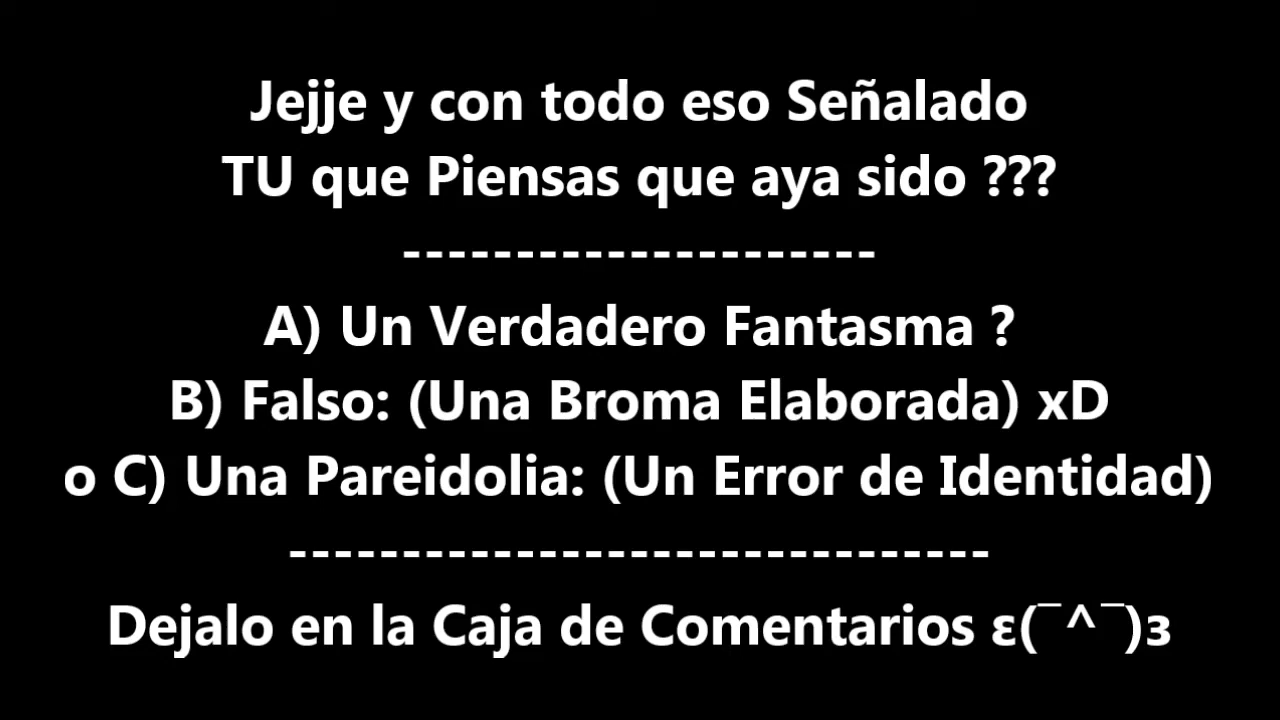 Jejje y con todo eso Señalado
TU que Piensas que aya sido ???
---------------------
A) Un Verdadero Fantasma ?
B) Falso: (Una Broma Elaborada) xD
o C) Una Pareidolia: (Un Error de Identidad)
-------------------------------
Dejalo en la Caja de Comentarios ε(¯^¯)з